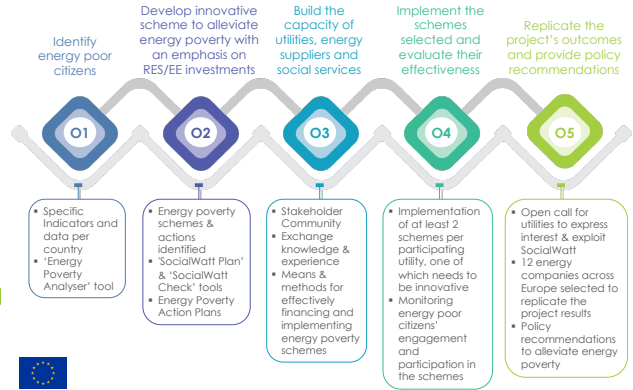 Identify
energy poor
citizens
Develop innovative
scheme to alleviate
energy poverty with
an emphasis on
RES/EE investments
Build the
capacity of
utilities, energy
suppliers and
social services
Implement the
schemes
selected and
evaluate their
effectiveness
Replicate the
project's outcomes
and provide policy
recommendations
O1
O2
O3
O4
O5
▪ Specific
Indicators and
data per
country
▪ 'Energy
Poverty
Analyser' tool
▪ Energy poverty
schemes &
actions
identified
▪ 'SocialWatt Plan'
& 'SocialWatt
Check' tools
▪ Energy Poverty
Action Plans
▪ Stakeholder
Community
▪ Exchange
knowledge &
experience
▪ Means &
methods for
effectively
financing and
implementing
energy poverty
schemes
▪ Implementation
of at least 2
schemes per
participating
utility, one of
which needs to
be innovative
▪ Monitoring
energy poor
citizens'
engagement
and
participation in
the schemes
▪ Open call for
utilities to express
interest & exploit
SocialWatt
▪ 12 energy
companies across
Europe selected to
replicate the
project results
▪ Policy
recommendations
to alleviate energy
poverty